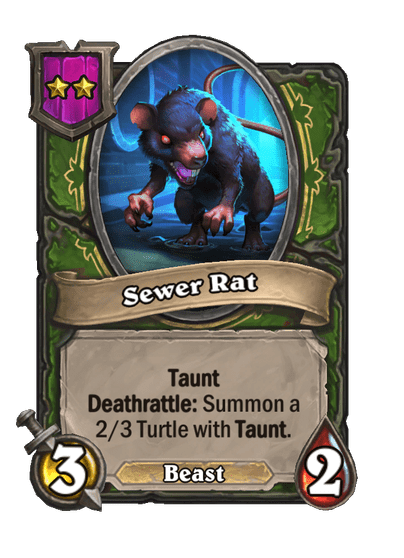 Sewer Rat
Taunt
Deathrattle: Summon a
2/3 Turtle with Taunt.
3
Beast
2